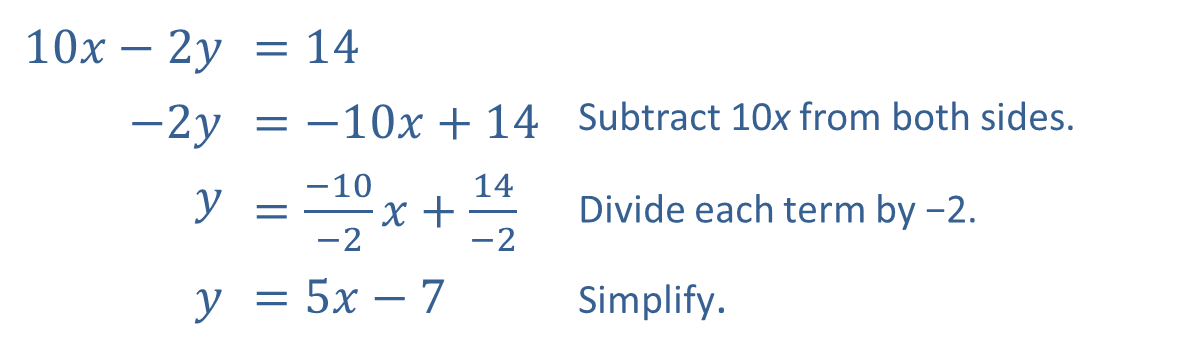 10x − 2y = 14
−2y = −10x + 14 Subtract 10x from both sides.
y = −10/−2 x + 14/−2 Divide each term by −2.
y = 5x − 7 Simplify.